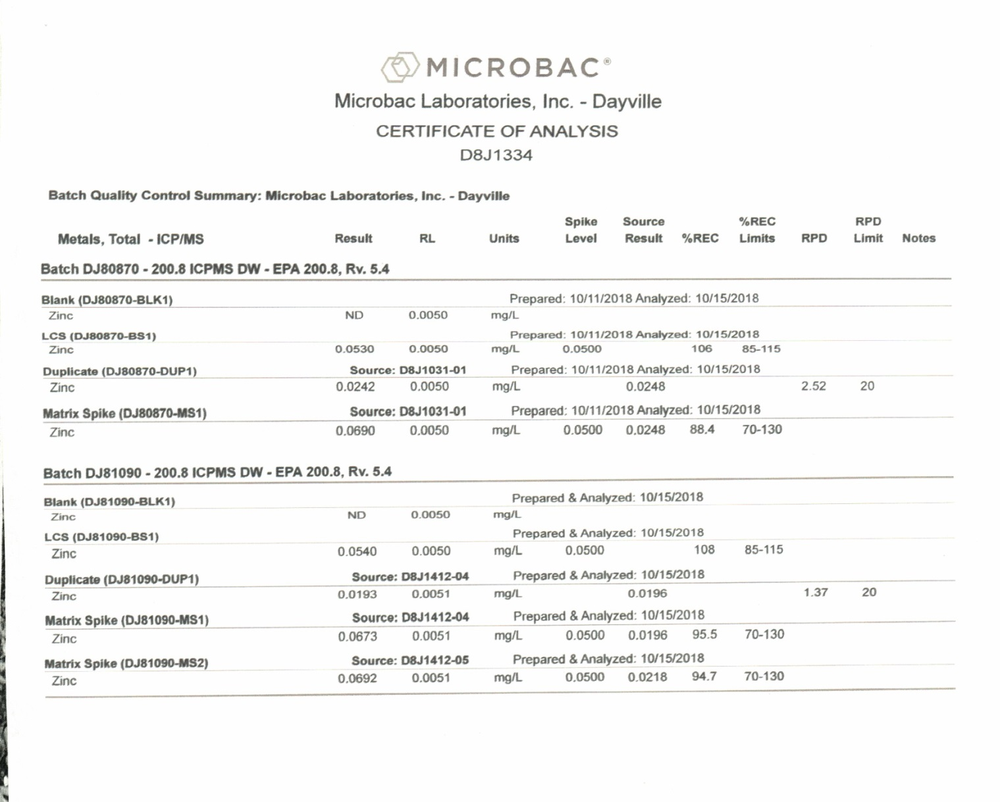 MICROBAC®
Microbac Laboratories, Inc. - Dayville
CERTIFICATE OF ANALYSIS
D8J1334
Batch Quality Control Summary: Microbac Laboratories, Inc. - Dayville
Spike Source %REC RPD
Metals, Total - ICP/MS Result RL Units Level Result %REC Limits RPD Limit Notes
Batch DJ80870 - 200.8 ICPMS DW - EPA 200.8, Rv. 5.4
Blank (DJ80870-BLK1) Prepared: 10/11/2018 Analyzed: 10/15/2018
Zinc ND 0.0050 mg/L
LCS (DJ80870-BS1) Prepared: 10/11/2018 Analyzed: 10/15/2018
Zinc 0.0530 0.0050 mg/L 0.0500 106 85-115
Duplicate (DJ80870-DUP1) Source: D8J1031-01 Prepared: 10/11/2018 Analyzed: 10/15/2018
Zinc 0.0242 0.0050 mg/L 0.0248 2.52 20
Matrix Spike (DJ80870-MS1) Source: D8J1031-01 Prepared: 10/11/2018 Analyzed: 10/15/2018
Zinc 0.0690 0.0050 mg/L 0.0500 0.0248 88.4 70-130
Batch DJ81090 - 200.8 ICPMS DW - EPA 200.8, Rv. 5.4
Blank (DJ81090-BLK1) Prepared & Analyzed: 10/15/2018
Zinc ND 0.0050 mg/L
LCS (DJ81090-BS1) Prepared & Analyzed: 10/15/2018
Zinc 0.0540 0.0050 mg/L 0.0500 108 85-115
Duplicate (DJ81090-DUP1) Source: D8J1412-04 Prepared & Analyzed: 10/15/2018
Zinc 0.0193 0.0051 mg/L 0.0196 1.37 20
Matrix Spike (DJ81090-MS1) Source: D8J1412-04 Prepared & Analyzed: 10/15/2018
Zinc 0.0673 0.0051 mg/L 0.0500 0.0196 95.5 70-130
Matrix Spike (DJ81090-MS2) Source: D8J1412-05 Prepared & Analyzed: 10/15/2018
Zinc 0.0692 0.0051 mg/L 0.0500 0.0218 94.7 70-130